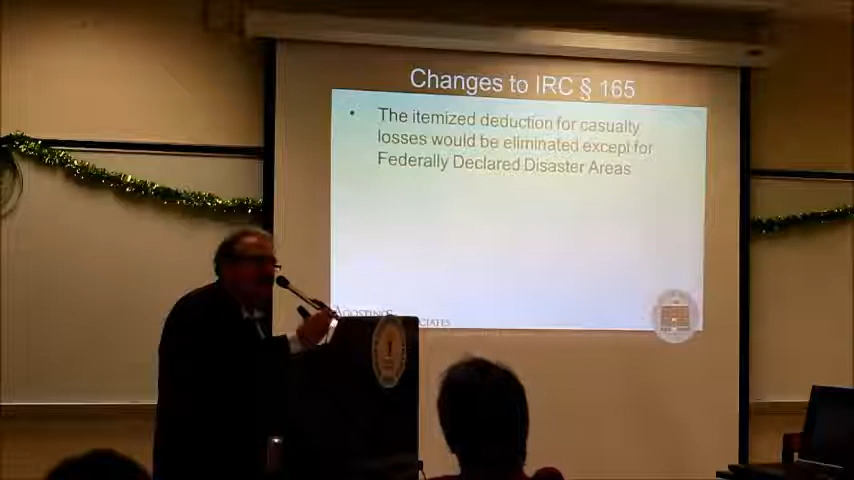 Changes to IRC § 165
• The itemized deduction for casualty
losses would be eliminated except for
Federally Declared Disaster Areas